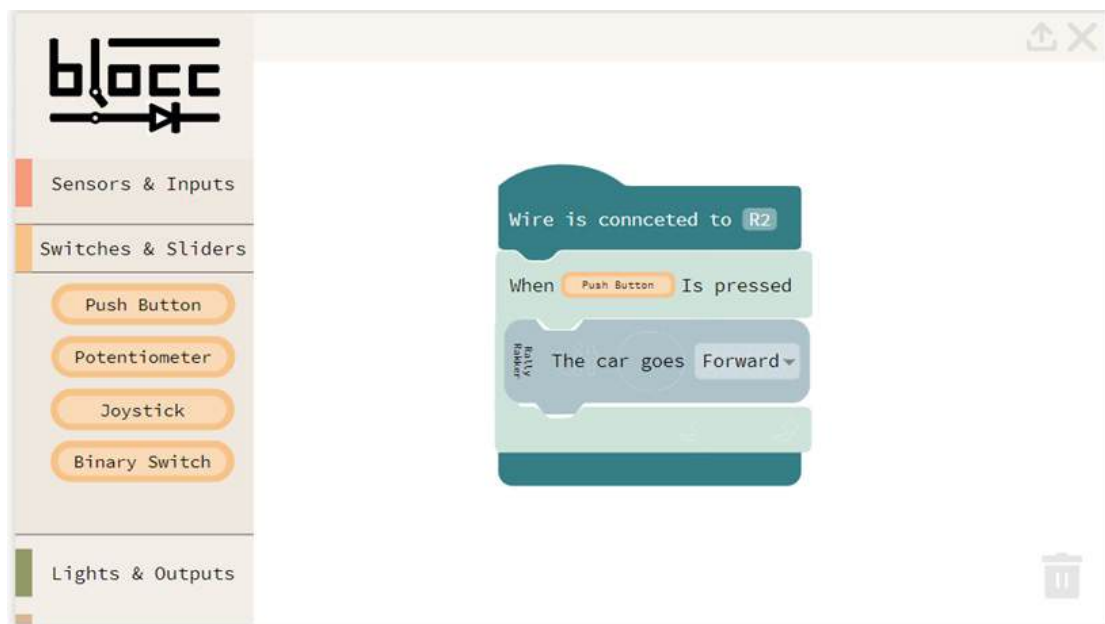 blocc
Sensors & Inputs
Switches & Sliders
Push Button
Potentiometer
Joystick
Binary Switch
Lights & Outputs
Wire is connceted to R2
When Push Button Is pressed
Rally
Rakker
The car goes Forward